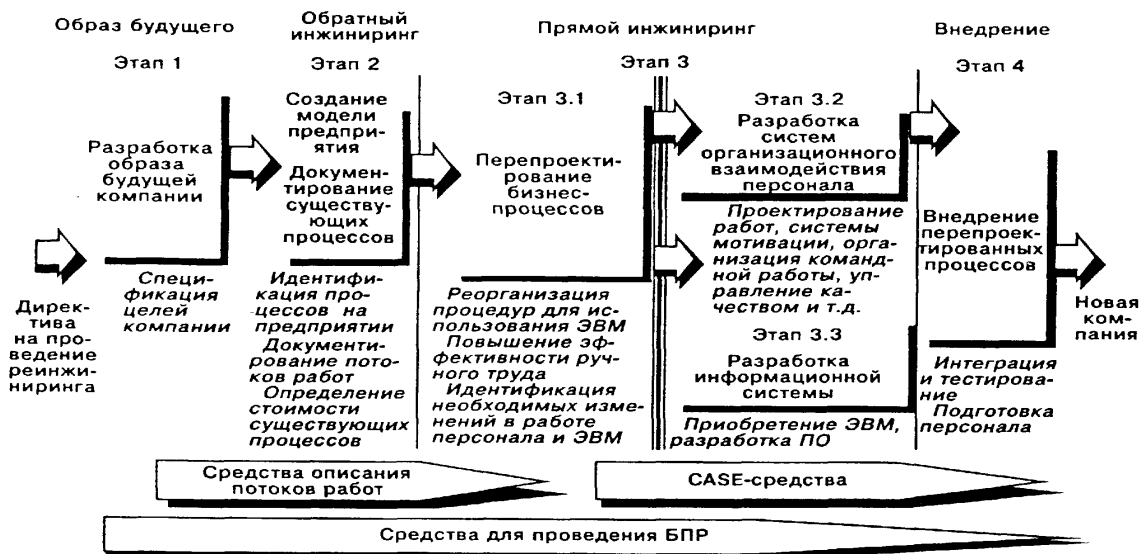 Образ будущего
Этап 1
Разработка
образа
будущей
компании
Специ-
фикация
целей
компании
Дирек-
тива
на про-
ведение
реинжи-
ниринга
Обратный
инжиниринг
Этап 2
Создание
модели
предпри-
ятия
Докумен-
тирование
существу-
ющих
процессов
Идентифи-
кация про-
цессов на
предприятии
Документи-
рование пото-
ков работ
Определение
стоимости
существующих
процессов
Прямой инжиниринг
Этап 3
Этап 3.1
Перепроекти-
рование
бизнес-
процессов
Реорганизация
процедур для ис-
пользования ЭВМ
Повышение эф-
фективности руч-
ного труда
Идентификация
необходимых изме-
нений в работе
персонала и ЭВМ
Этап 3.2
Разработка
систем
организационного
взаимодействия
персонала
Проектирование
работ, системы
мотивации, орга-
низация команд-
ной работы, уп-
равление ка-
чеством и т.д.
Этап 3.3
Разработка
информационной
системы
Приобретение ЭВМ,
разработка ПО
Внедрение
Этап 4
Внедрение
перепроек-
тированных
процессов
Интеграция
и тестирова-
ние
Подготовка
персонала
Новая
ком-
пания
Средства описания
потоков работ
CASE-средства
Средства для проведения БПР